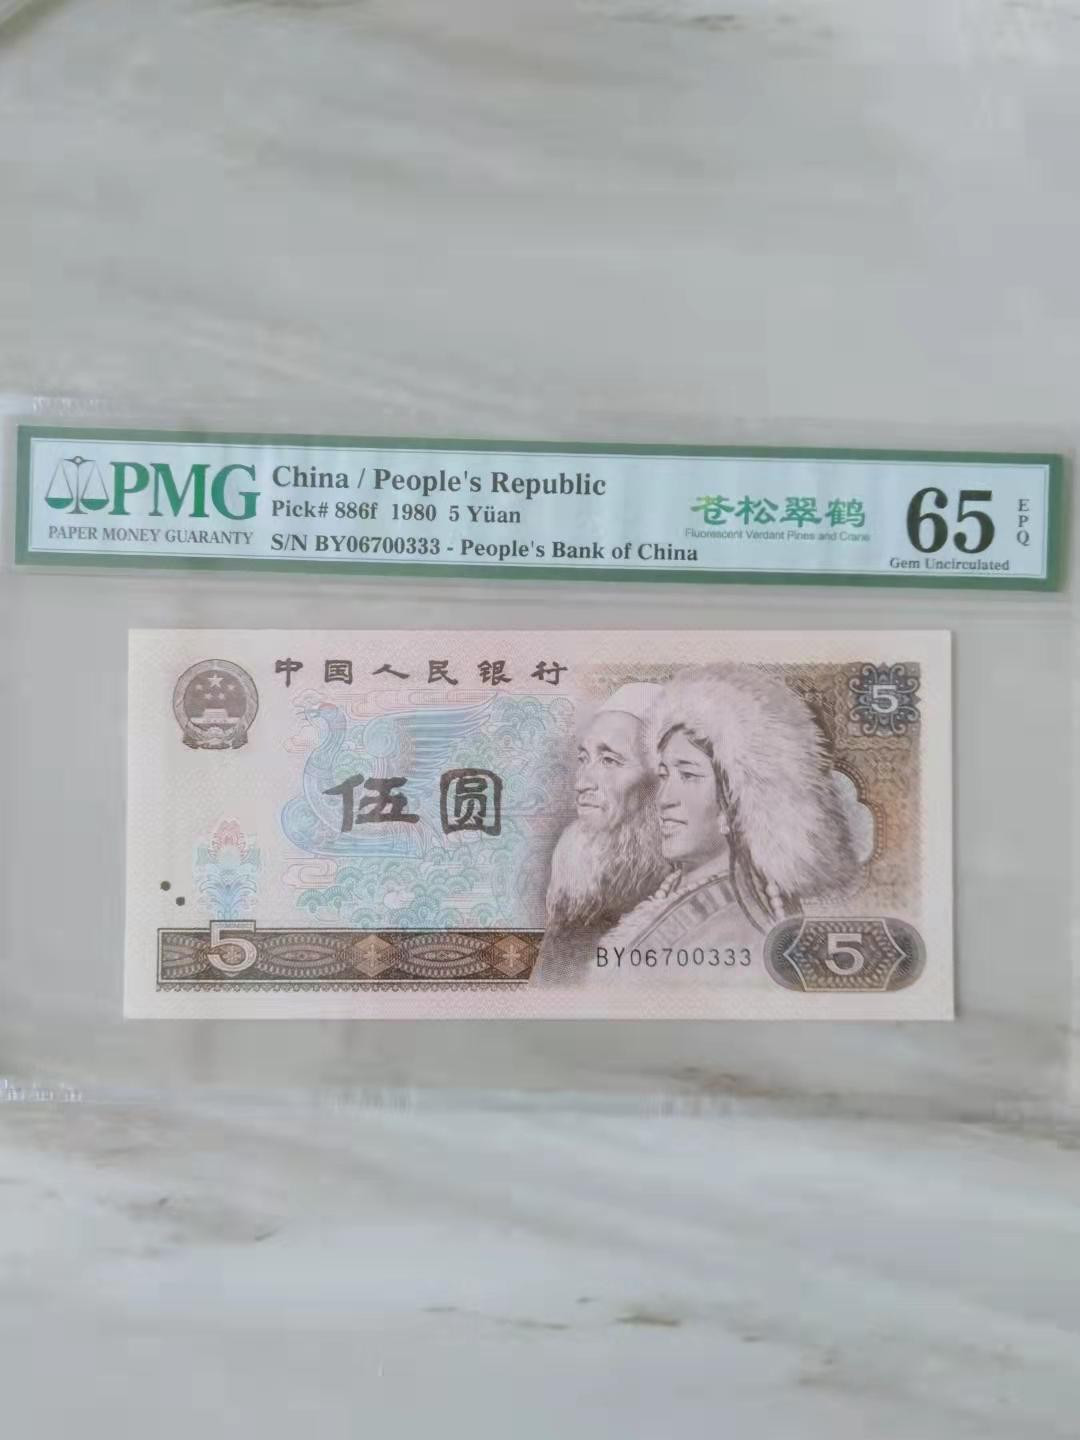 PMG
PAPER MONEY GUARANTY
China / People's Republic
Pick# 886f 1980 5 Yüan
S/N BY06700333 - People's Bank of China
苍松翠鹤
Fluorescent Verdant Pines and Crane
65
EPQ
Gem Uncirculated
中国人民银行
5
伍圆
5
BY06700333
5